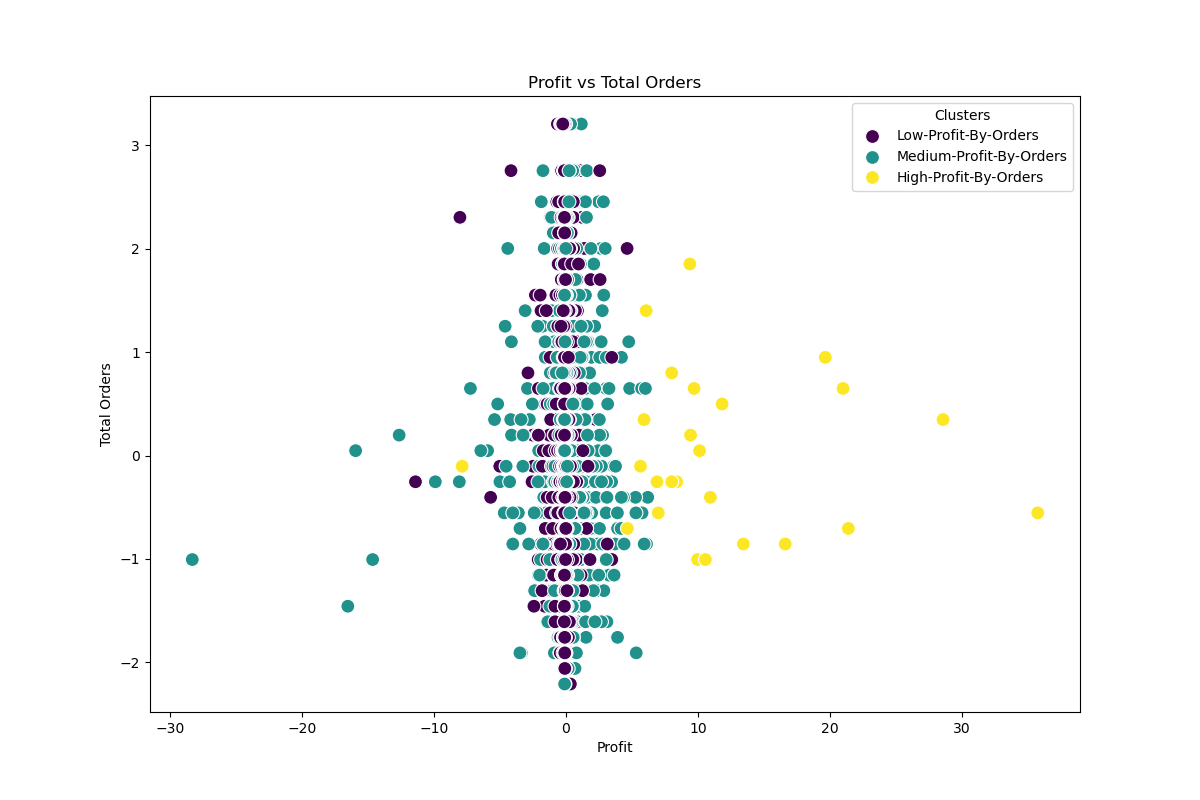 Profit vs Total Orders
Clusters
Low-Profit-By-Orders
Medium-Profit-By-Orders
High-Profit-By-Orders
3
2
1
0
−1
−2
Total Orders
−30 −20 −10 0 10 20 30
Profit